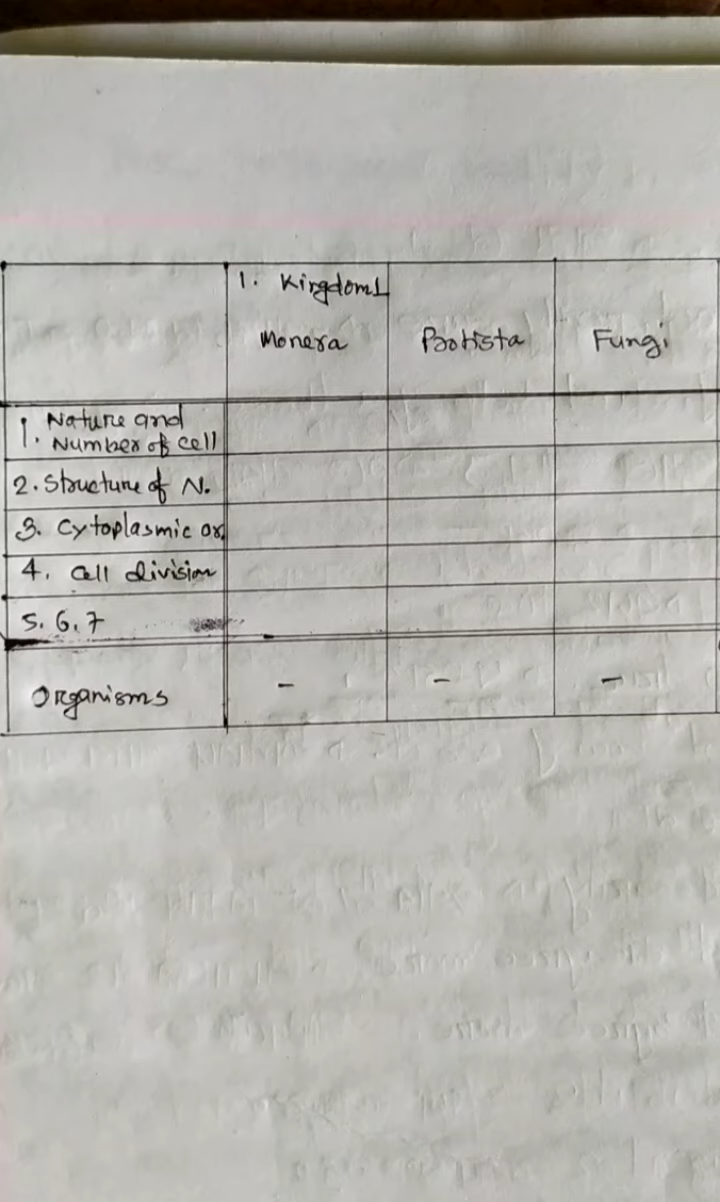 1. Kingdom1
Monera
Protista
Fungi
1. Nature and
Number of cell
2. Structure of N.
3. Cytoplasmic or
4. Cell division
5. 6. 7
Organisms
-
-
-